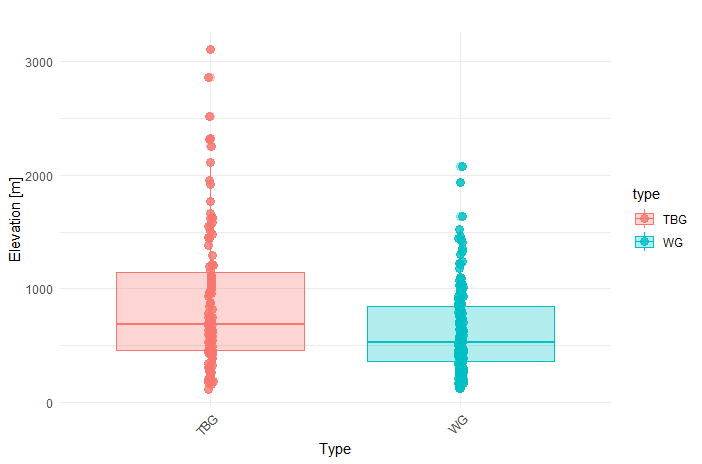 3000
2000
1000
0
Elevation [m]
TBG
WG
Type
type
TBG
WG